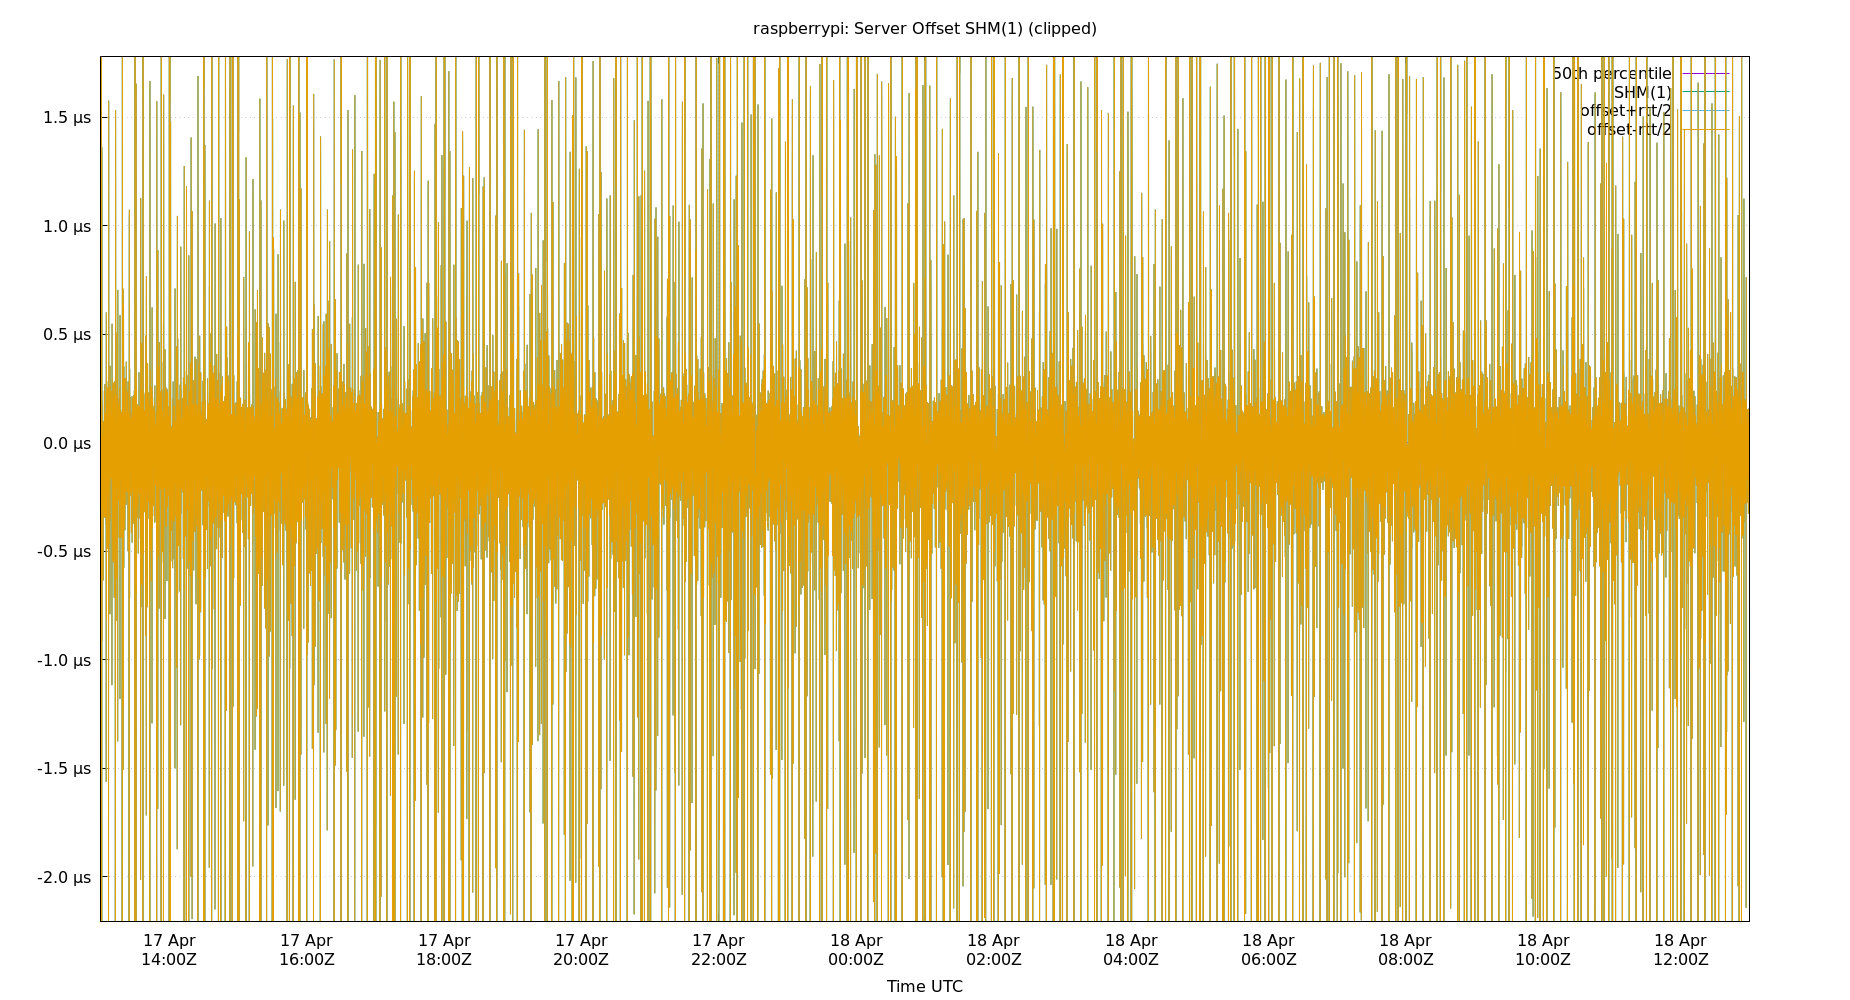 raspberrypi: Server Offset SHM(1) (clipped)
50th percentile
SHM(1)
offset+rtt/2
offset-rtt/2
1.5 µs
1.0 µs
0.5 µs
0.0 µs
-0.5 µs
-1.0 µs
-1.5 µs
-2.0 µs
17 Apr 17 Apr 17 Apr 17 Apr 17 Apr 18 Apr 18 Apr 18 Apr 18 Apr 18 Apr 18 Apr 18 Apr
14:00Z 16:00Z 18:00Z 20:00Z 22:00Z 00:00Z 02:00Z 04:00Z 06:00Z 08:00Z 10:00Z 12:00Z
Time UTC